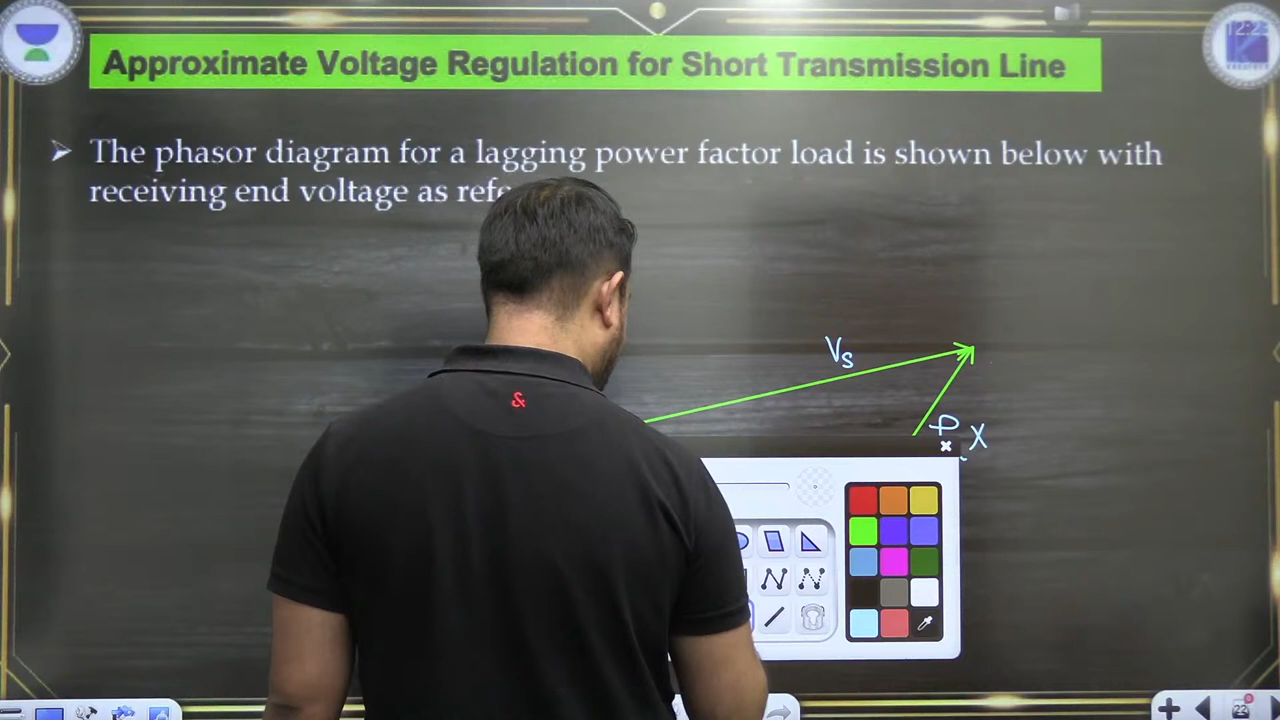 Approximate Voltage Regulation for Short Transmission Line
The phasor diagram for a lagging power factor load is shown below with
receiving end voltage as
Vs
X
&